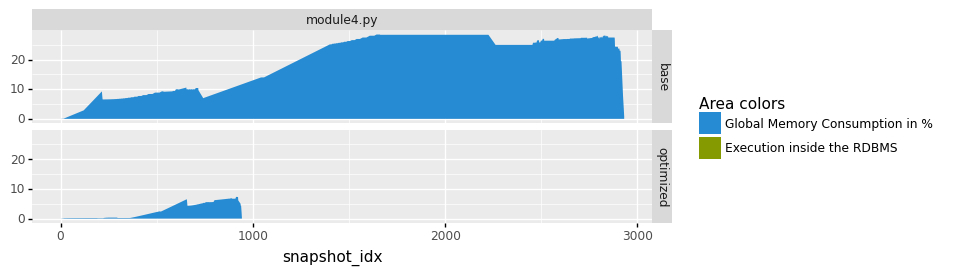 module4.py
20
10
0
base
20
10
0
optimized
0 1000 2000 3000
snapshot_idx
Area colors
Global Memory Consumption in %
Execution inside the RDBMS